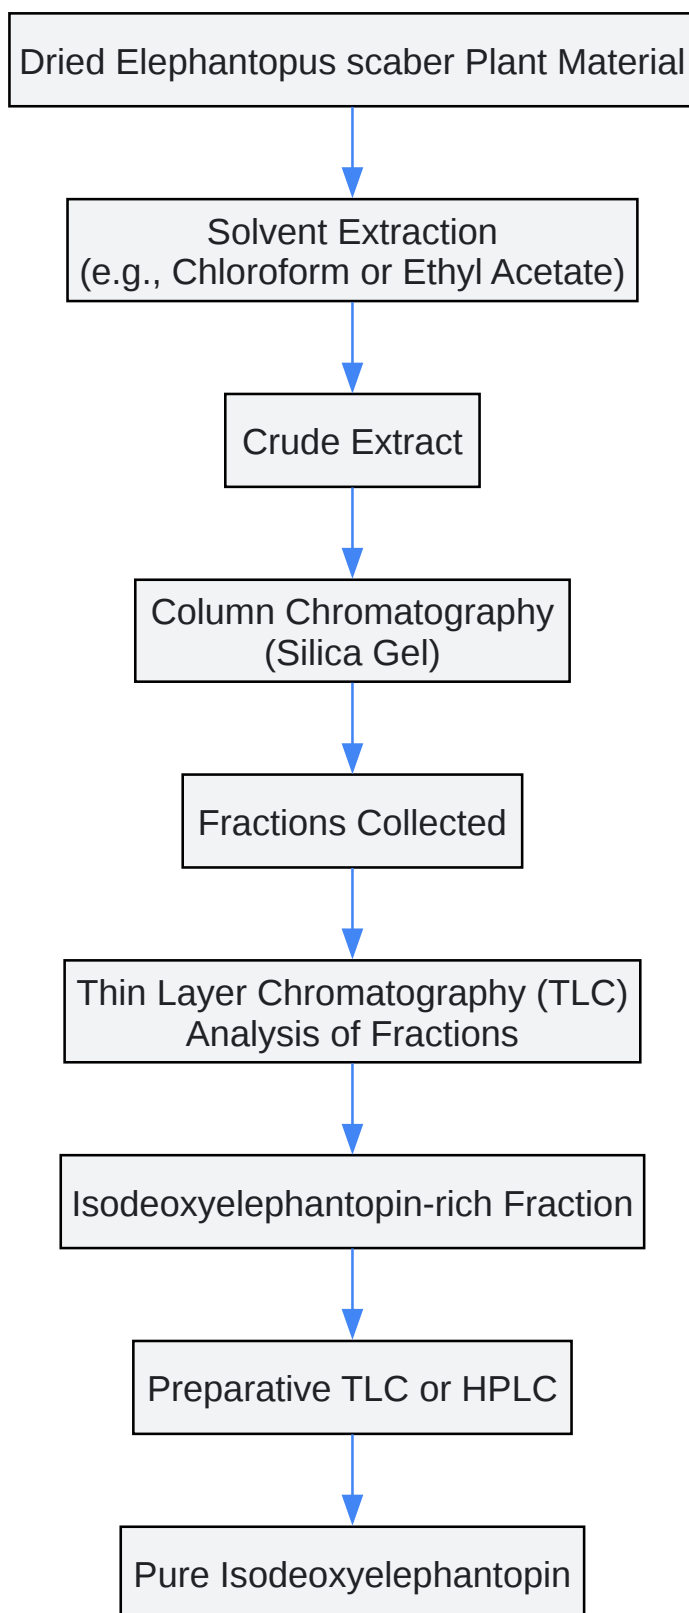 Dried Elephantopus scaber Plant Material
Solvent Extraction
(e.g., Chloroform or Ethyl Acetate)
Crude Extract
Column Chromatography
(Silica Gel)
Fractions Collected
Thin Layer Chromatography (TLC)
Analysis of Fractions
Isodeoxyelephantopin-rich Fraction
Preparative TLC or HPLC
Pure Isodeoxyelephantopin